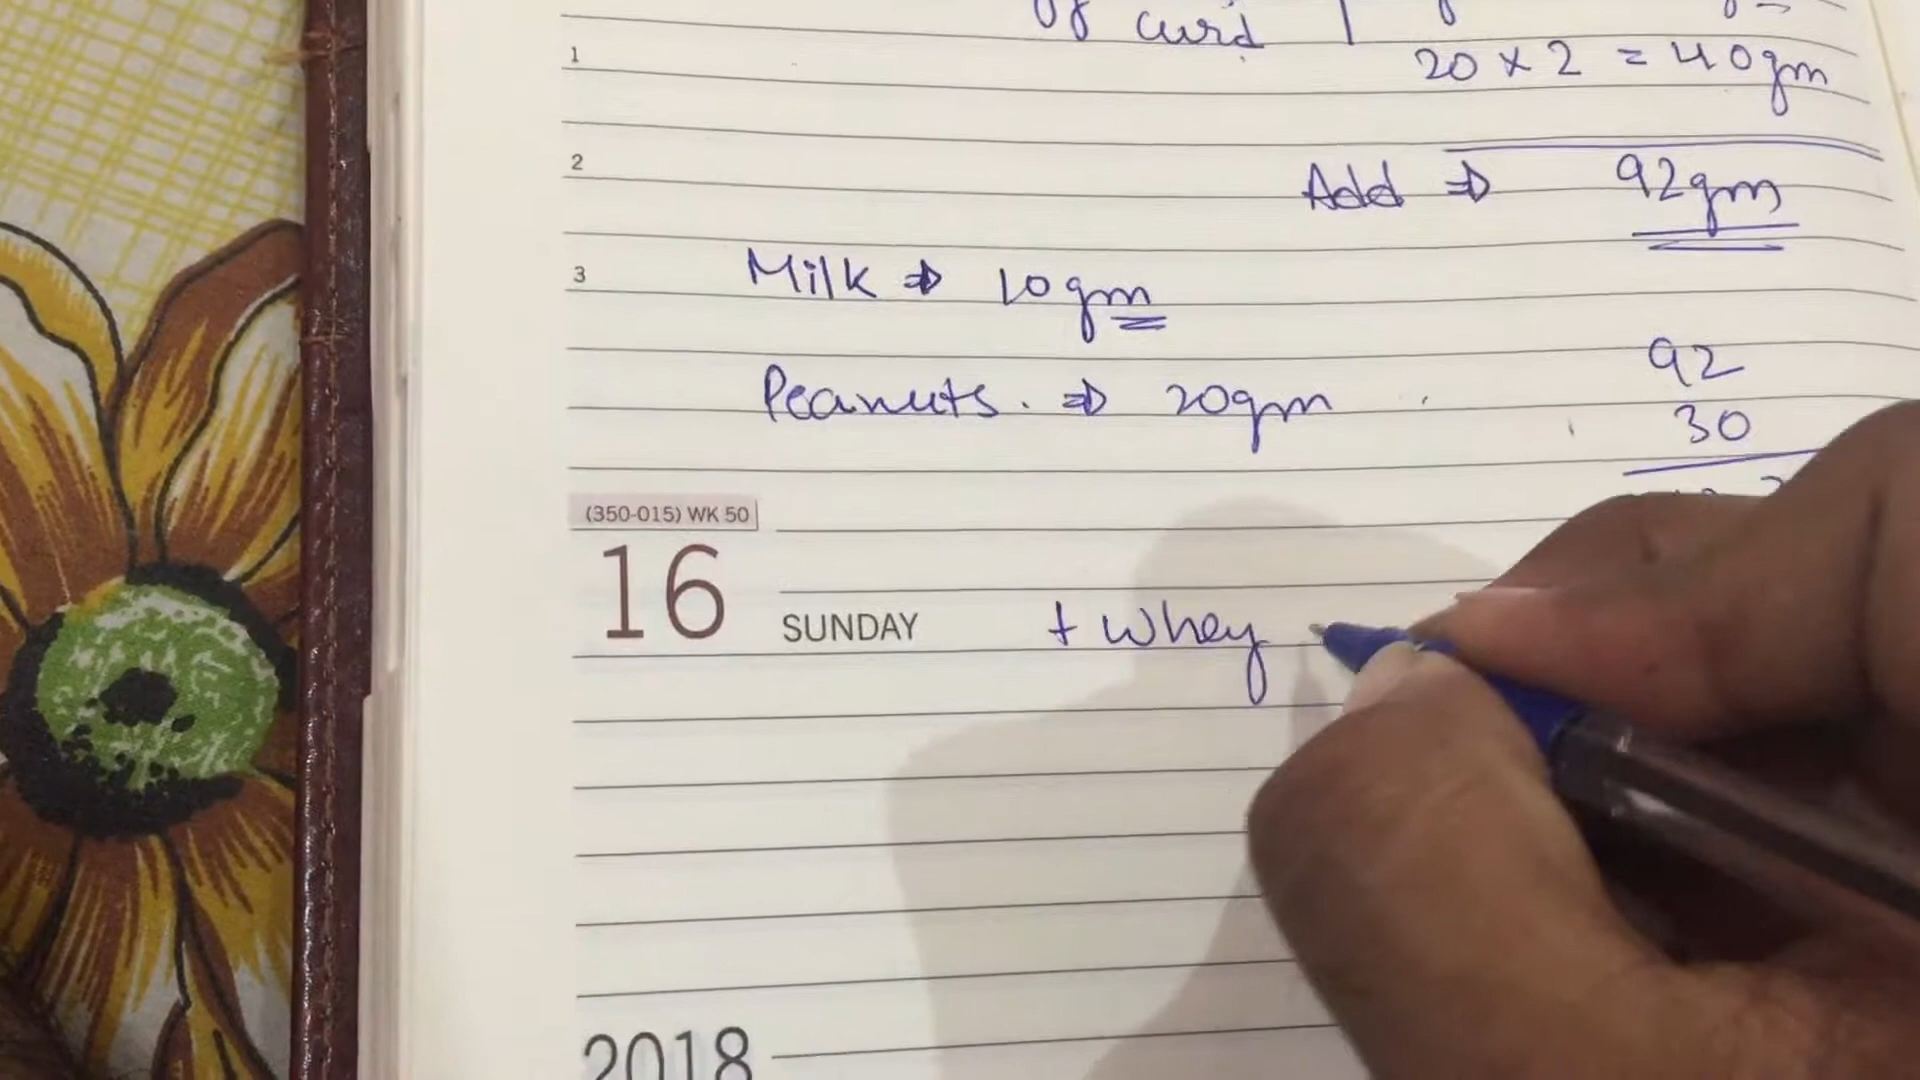 curd
1
20 x 2 = 40gm
2
Add ⇒ 92gm
3
Milk ⇒ 10gm
92
Peanuts. ⇒ 20gm
30
(350-015) WK 50
16
SUNDAY
+ Whey
2018